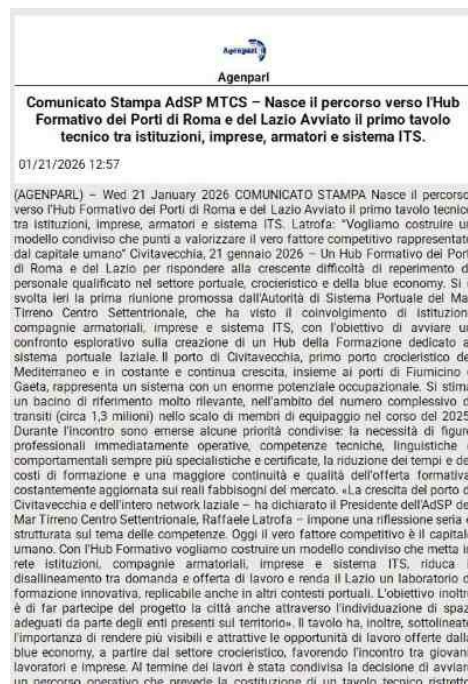 Agenparl
Agenparl
Comunicato Stampa AdSP MTCS – Nasce il percorso verso l'Hub
Formativo dei Porti di Roma e del Lazio Avviato il primo tavolo
tecnico tra istituzioni, imprese, armatori e sistema ITS.
01/21/2026 12:57
(AGENPARL) – Wed 21 January 2026 COMUNICATO STAMPA Nasce il percorso
verso l'Hub Formativo dei Porti di Roma e del Lazio Avviato il primo tavolo tecnico
tra istituzioni, imprese, armatori e sistema ITS. Latrofa: "Vogliamo costruire un
modello condiviso che punti a valorizzare il vero fattore competitivo rappresentato
dal capitale umano" Civitavecchia, 21 gennaio 2026 – Un Hub Formativo dei Porti
di Roma e del Lazio per rispondere alla crescente difficoltà di reperimento di
personale qualificato nel settore portuale, crocieristico e della blue economy. Si è
svolta ieri la prima riunione promossa dall'Autorità di Sistema Portuale del Mar
Tirreno Centro Settentrionale, che ha visto il coinvolgimento di istituzioni,
compagnie armatoriali, imprese e sistema ITS, con l'obiettivo di avviare un
confronto esplorativo sulla creazione di un Hub della Formazione dedicato al
sistema portuale laziale. Il porto di Civitavecchia, primo porto crocieristico del
Mediterraneo e in costante e continua crescita, insieme ai porti di Fiumicino e
Gaeta, rappresenta un sistema con un enorme potenziale occupazionale. Si stima
un bacino di riferimento molto rilevante, nell'ambito del numero complessivo di
transiti (circa 1,3 milioni) nello scalo di membri di equipaggio nel corso del 2025.
Durante l'incontro sono emerse alcune priorità condivise: la necessità di figure
professionali immediatamente operative, competenze tecniche, linguistiche e
comportamentali sempre più specialistiche e certificate, la riduzione dei tempi e dei
costi di formazione e una maggiore continuità e qualità dell'offerta formativa,
costantemente aggiornata sui reali fabbisogni del mercato. «La crescita del porto di
Civitavecchia e dell'intero network laziale – ha dichiarato il Presidente dell'AdSP del
Mar Tirreno Centro Settentrionale, Raffaele Latrofa – impone una riflessione seria e
strutturata sul tema delle competenze. Oggi il vero fattore competitivo è il capitale
umano. Con l'Hub Formativo vogliamo costruire un modello condiviso che metta in
rete istituzioni, compagnie armatoriali, imprese e sistema ITS, riduca il
disallineamento tra domanda e offerta di lavoro e renda il Lazio un laboratorio di
formazione innovativa, replicabile anche in altri contesti portuali. L'obiettivo inoltre
è di far partecipe del progetto la città anche attraverso l'individuazione di spazi
adeguati da parte degli enti presenti sul territorio». Il tavolo ha, inoltre, sottolineato
l'importanza di rendere più visibili e attrattive le opportunità di lavoro offerte dalla
blue economy, a partire dal settore crocieristico, favorendo l'incontro tra giovani,
lavoratori e imprese. Al termine dei lavori è stata condivisa la decisione di avviare
un percorso operativo che prevede la costituzione di un tavolo tecnico ristretto